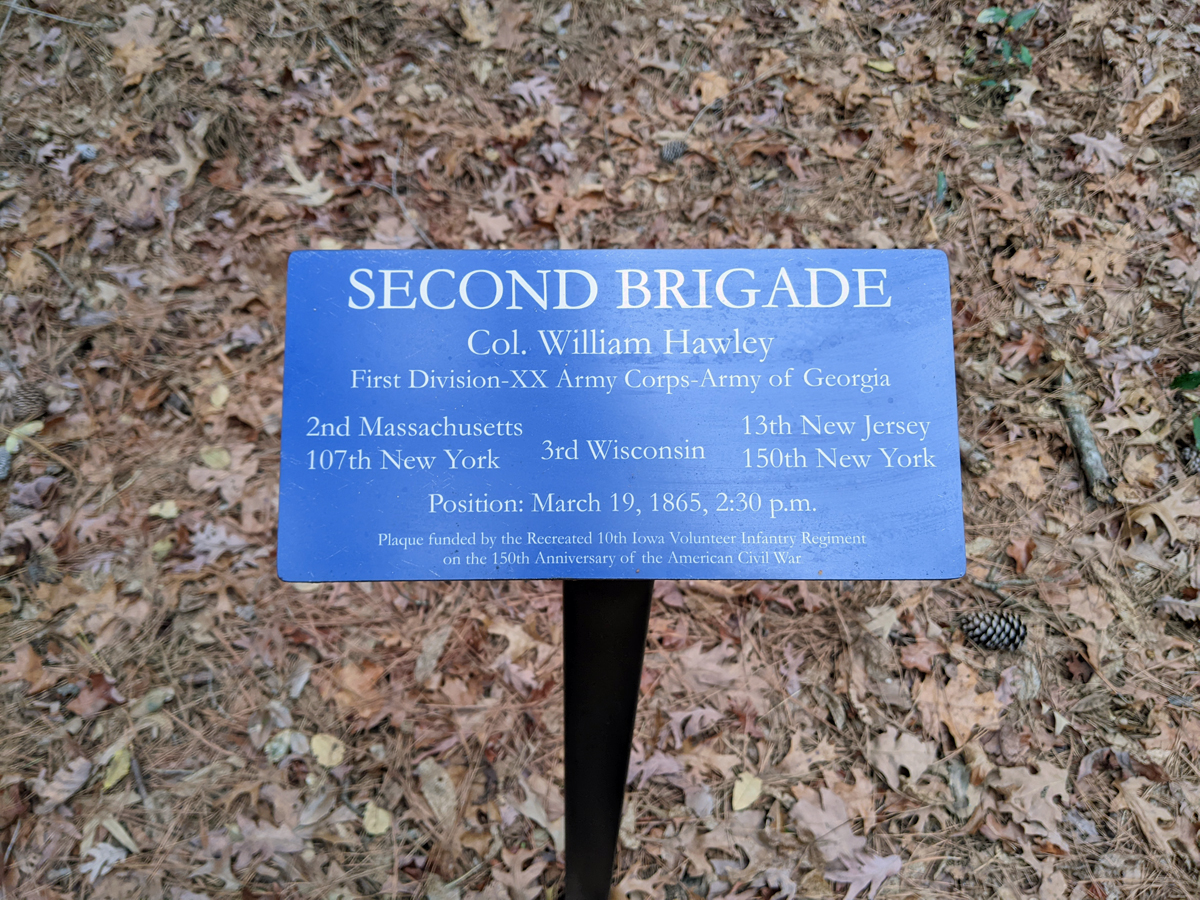 SECOND BRIGADE
Col. William Hawley
First Division-XX Army Corps-Army of Georgia
2nd Massachusetts
107th New York
3rd Wisconsin
13th New Jersey
150th New York
Position: March 19, 1865, 2:30 p.m.
Plaque funded by the Recreated 10th Iowa Volunteer Infantry Regiment
on the 150th Anniversary of the American Civil War